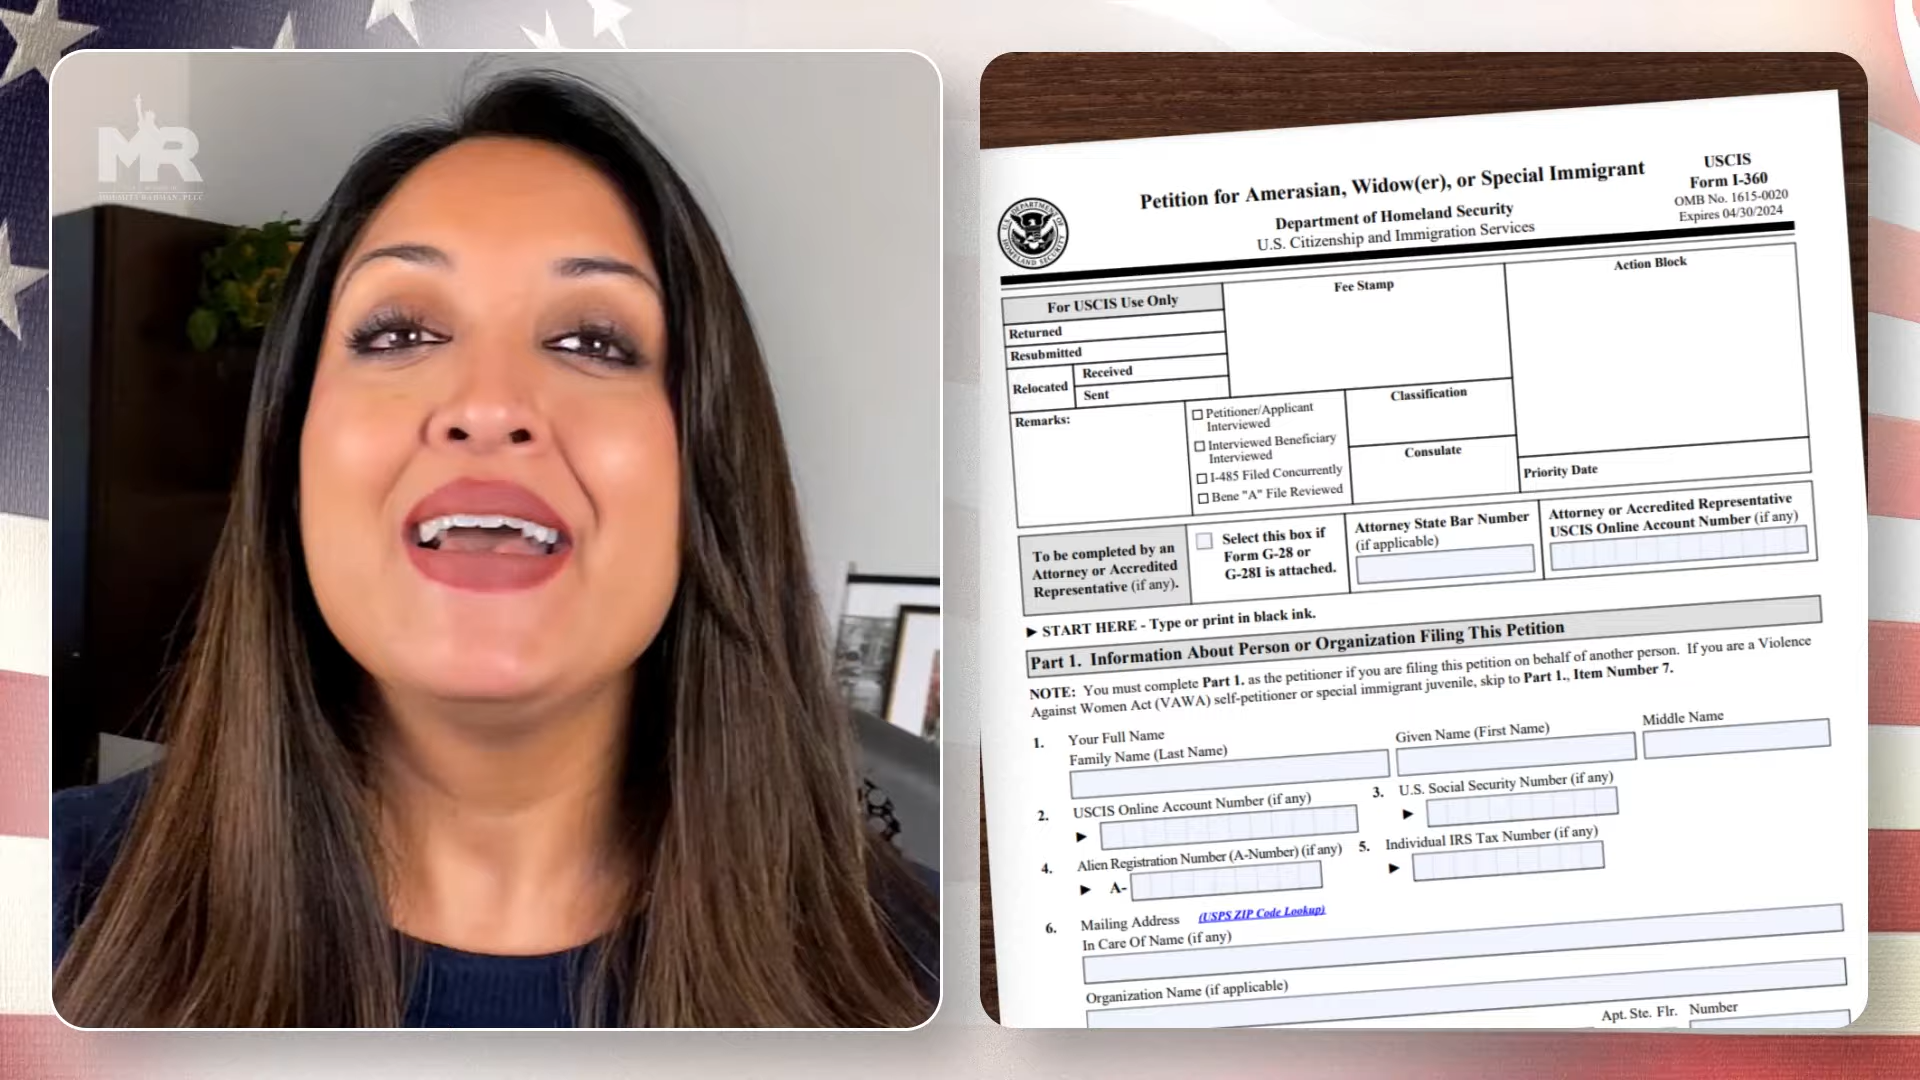 MR
MOUMITA RAHMAN, PLLC
Petition for Amerasian, Widow(er), or Special Immigrant
Department of Homeland Security
U.S. Citizenship and Immigration Services
USCIS
Form I-360
OMB No. 1615-0020
Expires 04/30/2024
For USCIS Use Only
Returned
Resubmitted
Relocated
Received
Sent
Remarks:
Fee Stamp
Action Block
☐ Petitioner/Applicant
Interviewed
☐ Interviewed Beneficiary
Interviewed
☐ I-485 Filed Concurrently
☐ Bene "A" File Reviewed
Classification
Consulate
Priority Date
To be completed by an
Attorney or Accredited
Representative (if any).
Select this box if
Form G-28 or
G-28I is attached.
Attorney State Bar Number
(if applicable)
Attorney or Accredited Representative
USCIS Online Account Number (if any)
► START HERE - Type or print in black ink.
Part 1. Information About Person or Organization Filing This Petition
NOTE: You must complete Part 1. as the petitioner if you are filing this petition on behalf of another person. If you are a Violence
Against Women Act (VAWA) self-petitioner or special immigrant juvenile, skip to Part 1., Item Number 7.
1. Your Full Name
Family Name (Last Name)
Given Name (First Name)
Middle Name
2. USCIS Online Account Number (if any)
►
3. U.S. Social Security Number (if any)
►
4. Alien Registration Number (A-Number) (if any)
► A-
5. Individual IRS Tax Number (if any)
►
6. Mailing Address (USPS ZIP Code Lookup)
In Care Of Name (if any)
Organization Name (if applicable)
Apt. Ste. Flr. Number